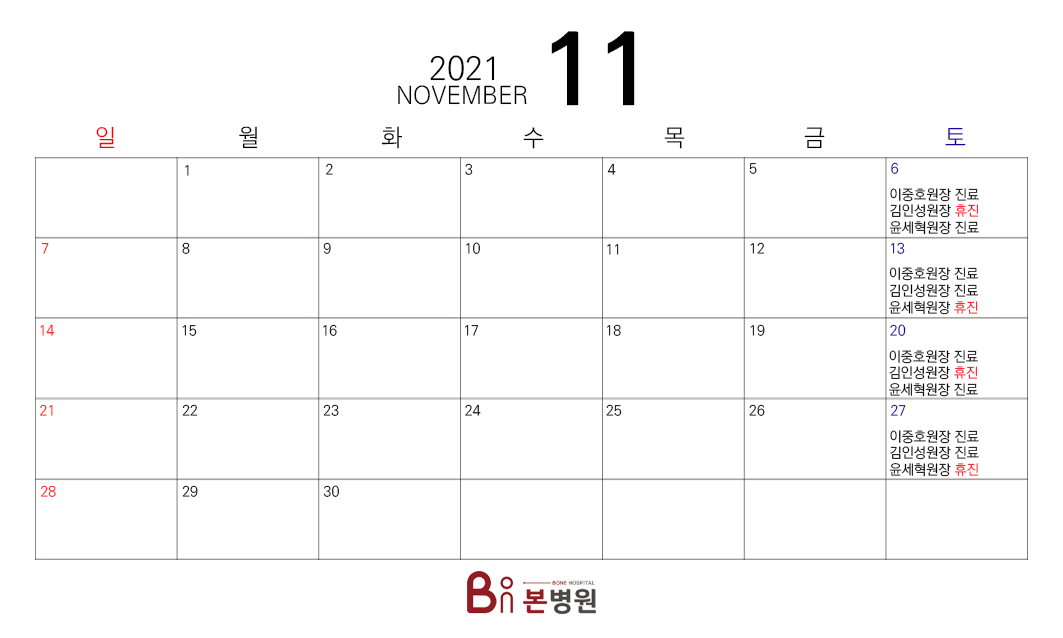 2021
NOVEMBER
11
일 월 화 수 목 금 토
1 2 3 4 5 6
이중호원장 진료
김인성원장 휴진
윤세혁원장 진료
7 8 9 10 11 12 13
이중호원장 진료
김인성원장 진료
윤세혁원장 휴진
14 15 16 17 18 19 20
이중호원장 진료
김인성원장 휴진
윤세혁원장 진료
21 22 23 24 25 26 27
이중호원장 진료
김인성원장 진료
윤세혁원장 휴진
28 29 30
BONE HOSPITAL
본병원